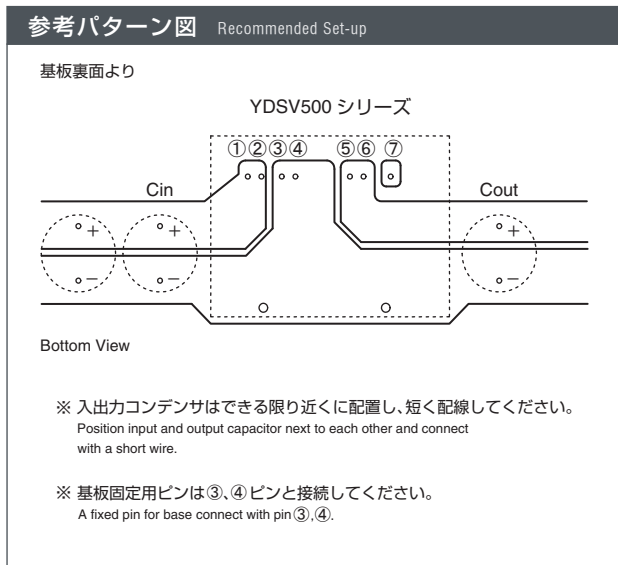 参考パターン図 Recommended Set-up
基板裏面より
YDSV500 シリーズ
①②③④ ⑤⑥ ⑦
Cin Cout
+ + +
− − −
Bottom View
※ 入出力コンデンサはできる限り近くに配置し、短く配線してください。
Position input and output capacitor next to each other and connect
with a short wire.
※ 基板固定用ピンは③、④ピンと接続してください。
A fixed pin for base connect with pin③,④.